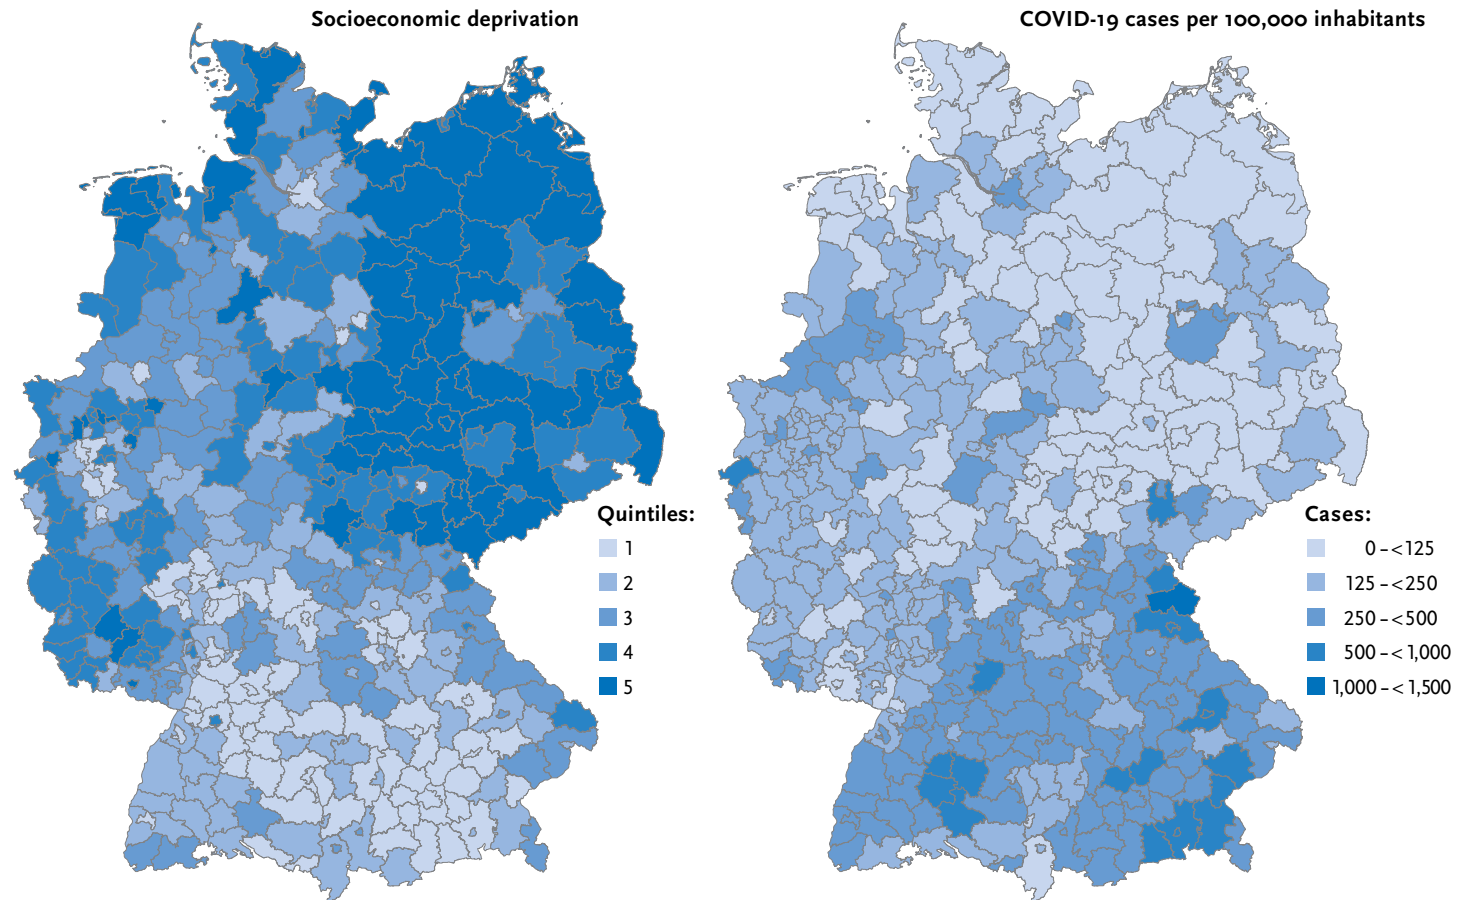 Socioeconomic deprivation
COVID-19 cases per 100,000 inhabitants
Quintiles:
1
2
3
4
5
Cases:
0 – < 125
125 – < 250
250 – < 500
500 – < 1,000
1,000 – < 1,500